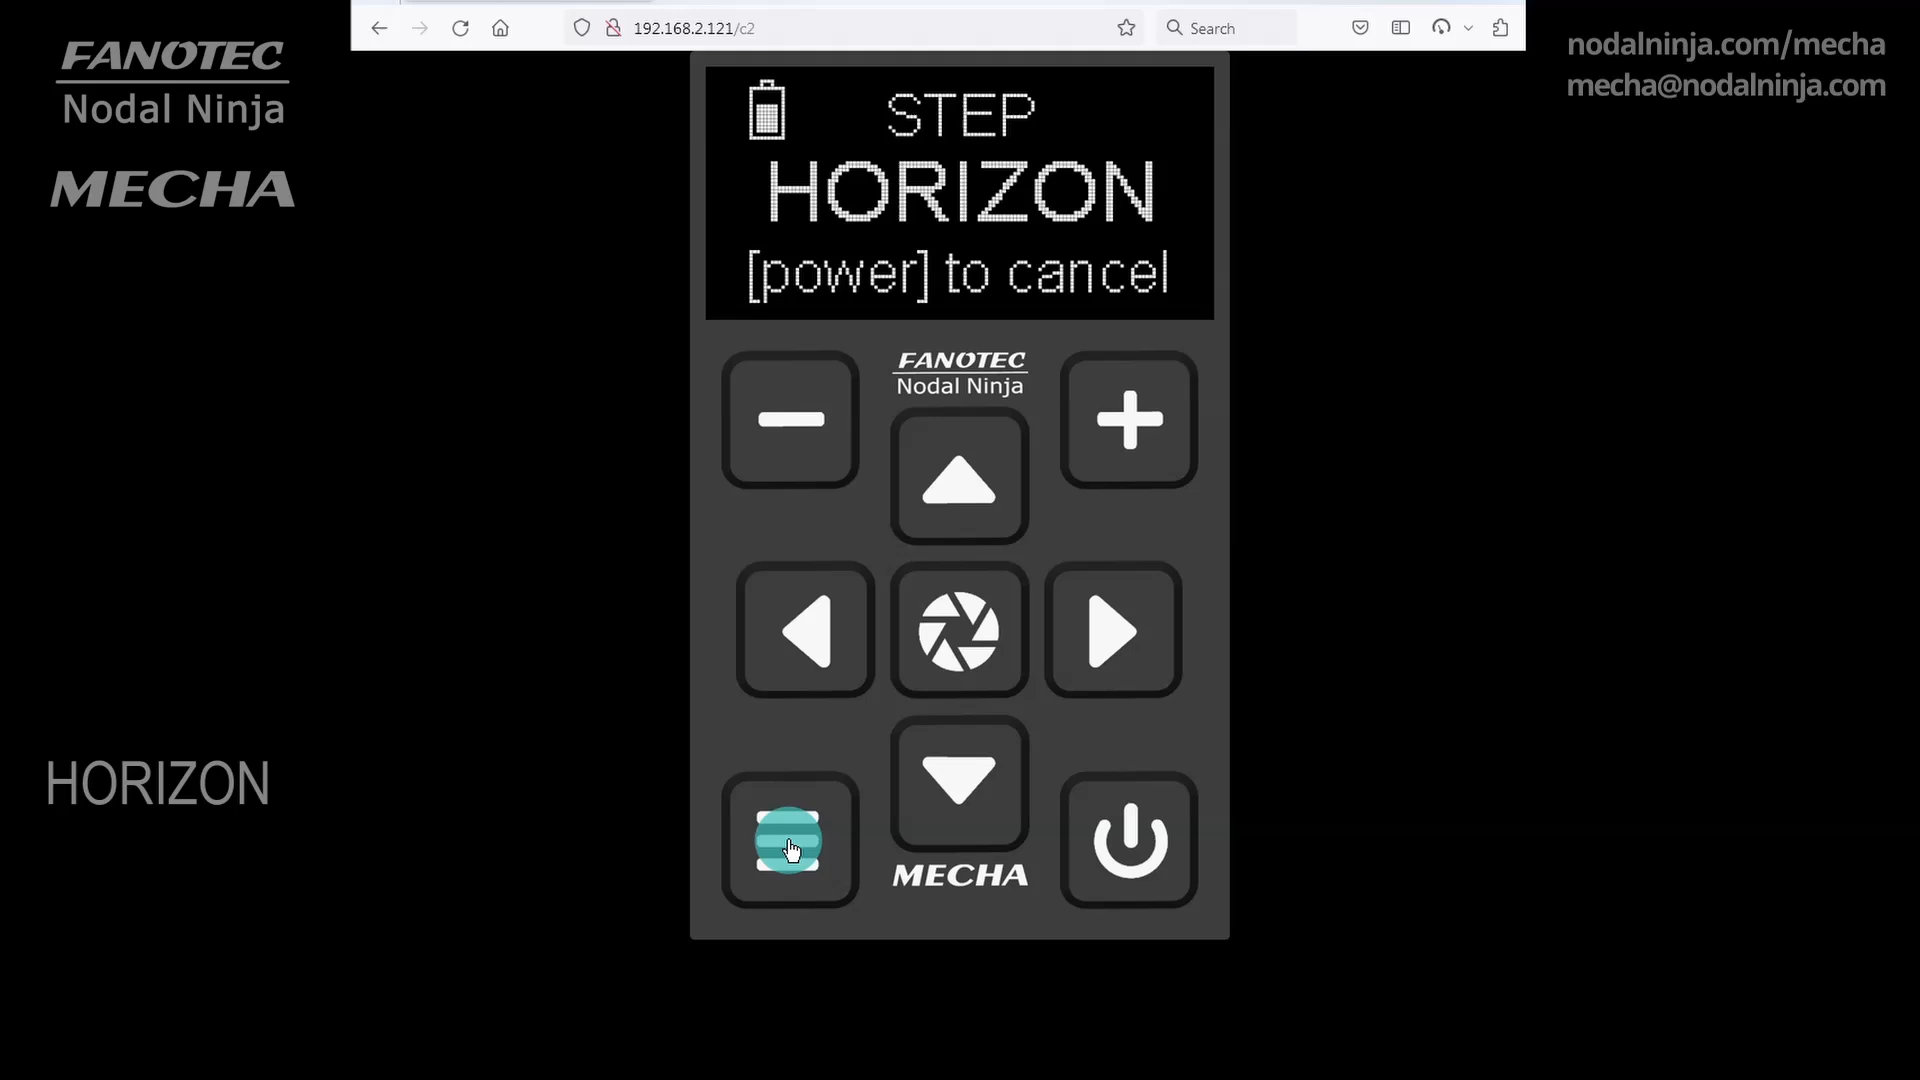 FANOTEC
Nodal Ninja
MECHA
192.168.2.121/c2
Search
nodalninja.com/mecha
mecha@nodalninja.com
STEP
HORIZON
[power] to cancel
FANOTEC
Nodal Ninja
MECHA
HORIZON